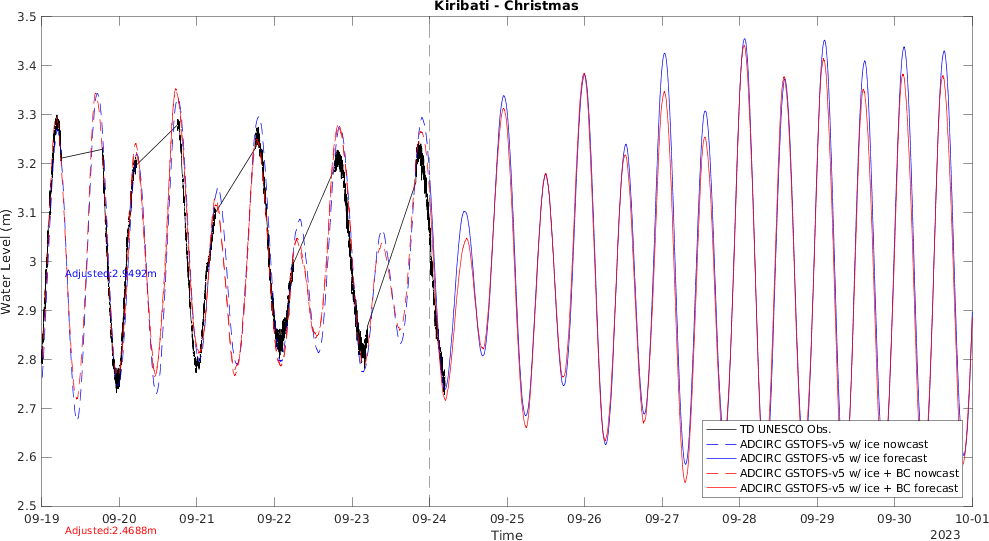 Kiribati - Christmas
3.5
3.4
3.3
3.2
3.1
3
2.9
2.8
2.7
2.6
2.5
Water Level (m)
Adjusted:2.9492m
TD UNESCO Obs.
ADCIRC GSTOFS-v5 w/ ice nowcast
ADCIRC GSTOFS-v5 w/ ice forecast
ADCIRC GSTOFS-v5 w/ ice + BC nowcast
ADCIRC GSTOFS-v5 w/ ice + BC forecast
09-19 09-20 09-21 09-22 09-23 09-24 09-25 09-26 09-27 09-28 09-29 09-30 10-01
Adjusted:2.4688m
Time
2023